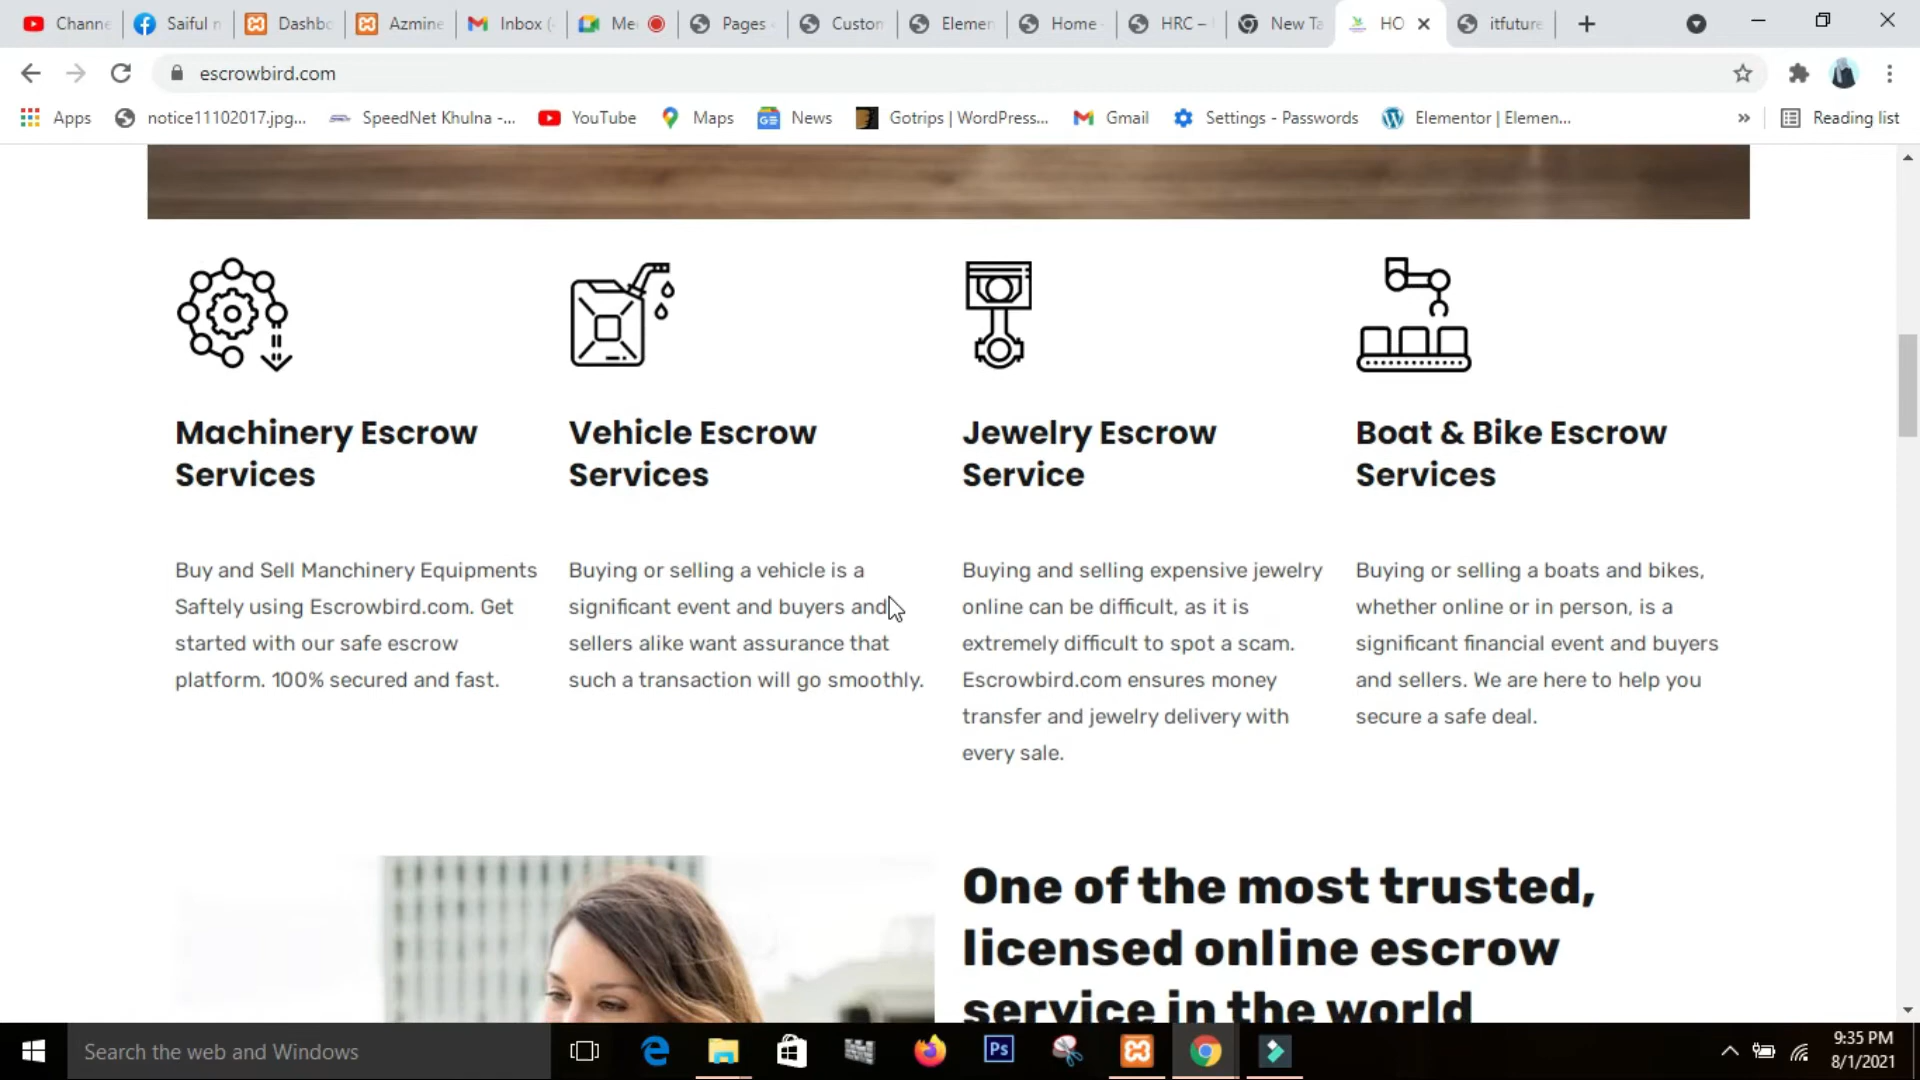 Channe
Saiful n
Dashbo
Azmine
Inbox (
Me
Pages
Custom
Elemen
Home
HRC –
New Ta
HO
itfuture
escrowbird.com
Apps
notice11102017.jpg...
SpeedNet Khulna -...
YouTube
Maps
News
Gotrips | WordPress...
Gmail
Settings - Passwords
Elementor | Elemen...
»
Reading list
Machinery Escrow
Services
Buy and Sell Manchinery Equipments
Saftely using Escrowbird.com. Get
started with our safe escrow
platform. 100% secured and fast.
Vehicle Escrow
Services
Buying or selling a vehicle is a
significant event and buyers and
sellers alike want assurance that
such a transaction will go smoothly.
Jewelry Escrow
Service
Buying and selling expensive jewelry
online can be difficult, as it is
extremely difficult to spot a scam.
Escrowbird.com ensures money
transfer and jewelry delivery with
every sale.
Boat & Bike Escrow
Services
Buying or selling a boats and bikes,
whether online or in person, is a
significant financial event and buyers
and sellers. We are here to help you
secure a safe deal.
One of the most trusted,
licensed online escrow
service in the world
Search the web and Windows
Ps
9:35 PM
8/1/2021